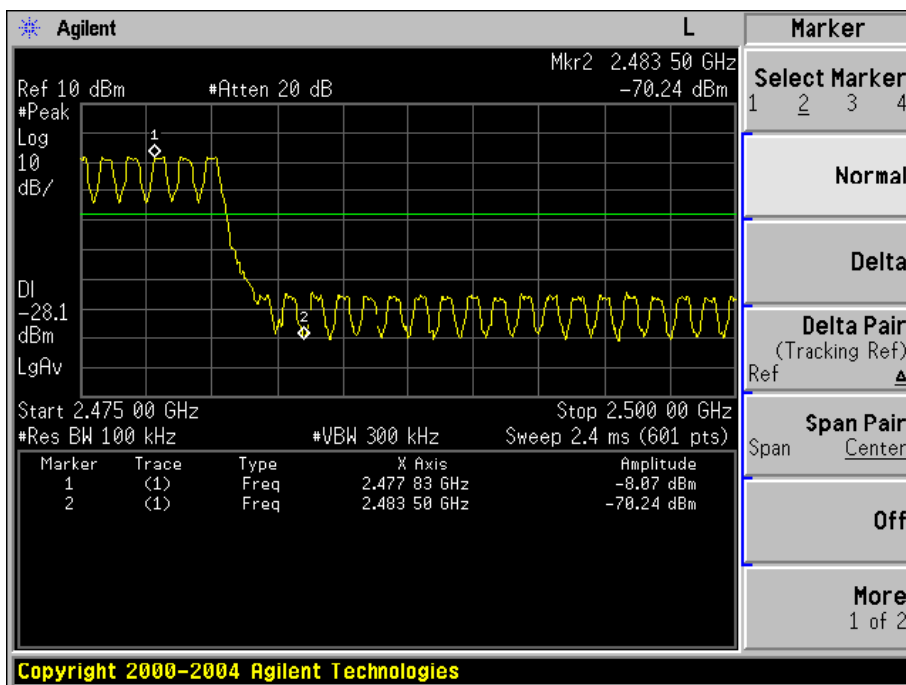 Agilent
L
Marker
Mkr2 2.483 50 GHz
Ref 10 dBm #Atten 20 dB -70.24 dBm
#Peak
Log
10
dB/
1
2
DI
-28.1
dBm
LgAv
Start 2.475 00 GHz Stop 2.500 00 GHz
#Res BW 100 kHz #VBW 300 kHz Sweep 2.4 ms (601 pts)
Marker Trace Type X Axis Amplitude
1 (1) Freq 2.477 83 GHz -8.07 dBm
2 (1) Freq 2.483 50 GHz -70.24 dBm
Select Marker
1 2 3 4
Normal
Delta
Delta Pair
(Tracking Ref)
Ref Δ
Span Pair
Span Center
Off
More
1 of 2
Copyright 2000-2004 Agilent Technologies